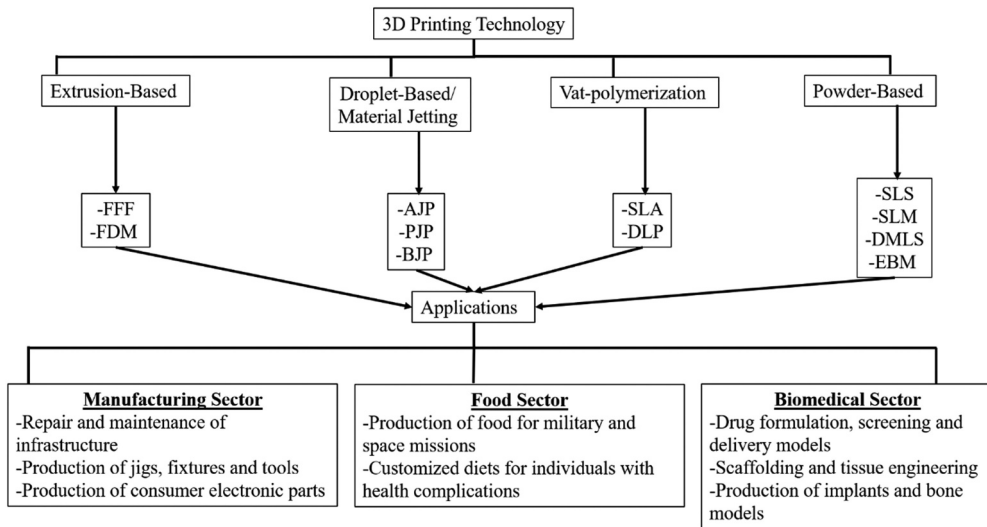 3D Printing Technology
Extrusion-Based
Droplet-Based/
Material Jetting
Vat-polymerization
Powder-Based
-FFF
-FDM
-AJP
-PJP
-BJP
-SLA
-DLP
-SLS
-SLM
-DMLS
-EBM
Applications
Manufacturing Sector
-Repair and maintenance of
infrastructure
-Production of jigs, fixtures and tools
-Production of consumer electronic parts
Food Sector
-Production of food for military and
space missions
-Customized diets for individuals with
health complications
Biomedical Sector
-Drug formulation, screening and
delivery models
-Scaffolding and tissue engineering
-Production of implants and bone
models